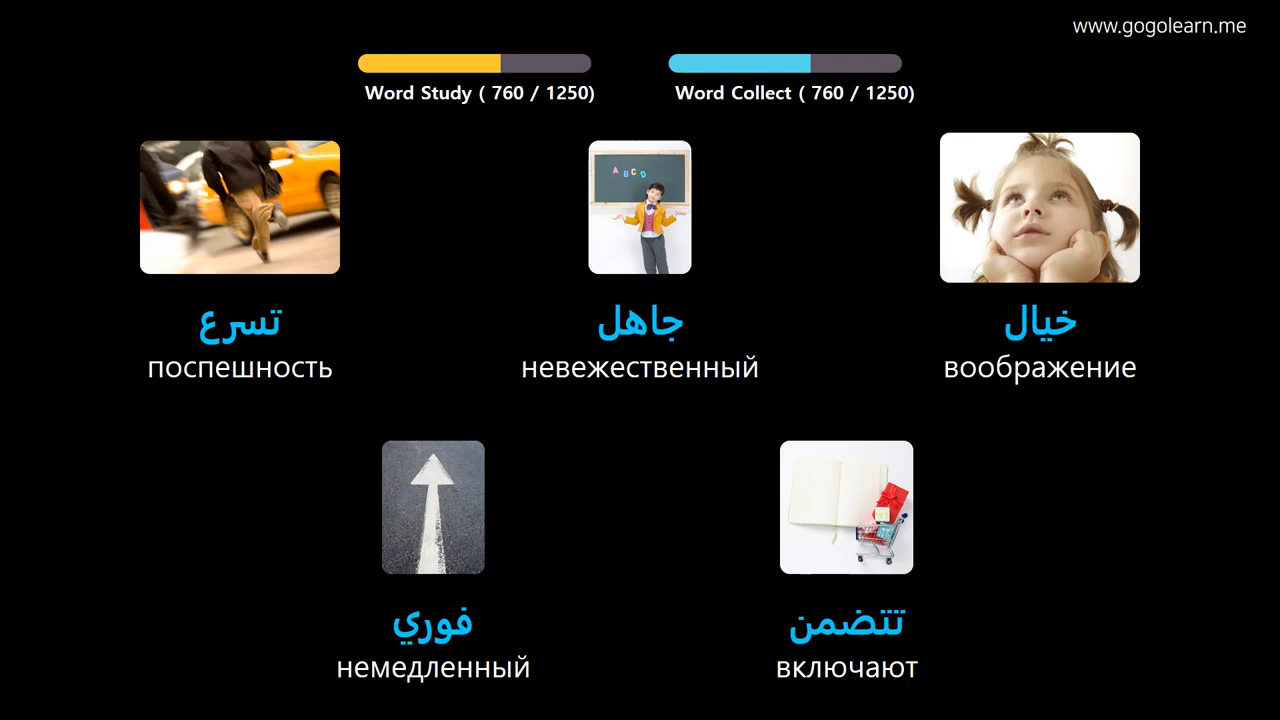 www.gogolearn.me
Word Study ( 760 / 1250)
Word Collect ( 760 / 1250)
A B C D
تسرع
поспешность
جاهل
невежественный
خيال
воображение
فوري
немедленный
تتضمن
включают